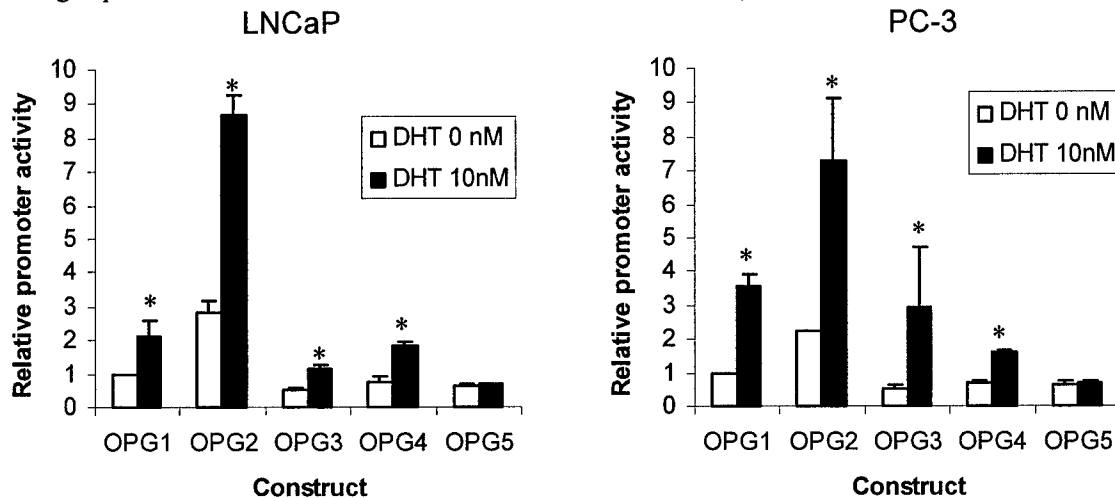 LNCaP
PC-3
Relative promoter activity
10
9
8
7
6
5
4
3
2
1
0
*
*
*
*
DHT 0 nM
DHT 10nM
OPG1 OPG2 OPG3 OPG4 OPG5
Construct
Relative promoter activity
10
9
8
7
6
5
4
3
2
1
0
*
*
*
*
DHT 0 nM
DHT 10nM
OPG1 OPG2 OPG3 OPG4 OPG5
Construct